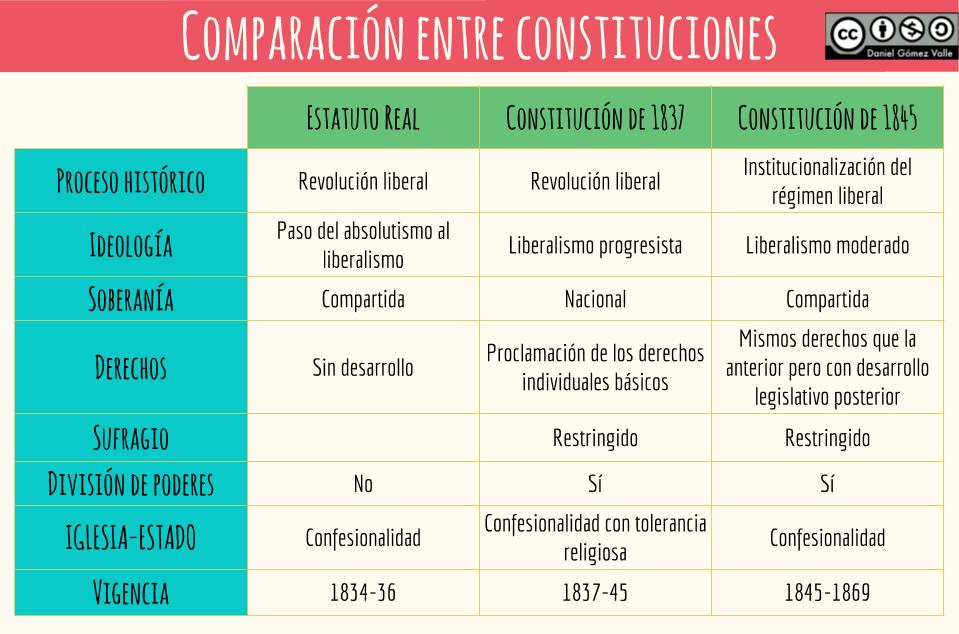 COMPARACIÓN ENTRE CONSTITUCIONES
cc
Daniel Gómez Valle
ESTATUTO REAL
CONSTITUCIÓN DE 1837
CONSTITUCIÓN DE 1845
PROCESO HISTÓRICO
Revolución liberal
Revolución liberal
Institucionalización del
régimen liberal
IDEOLOGÍA
Paso del absolutismo al
liberalismo
Liberalismo progresista
Liberalismo moderado
SOBERANÍA
Compartida
Nacional
Compartida
DERECHOS
Sin desarrollo
Proclamación de los derechos
individuales básicos
Mismos derechos que la
anterior pero con desarrollo
legislativo posterior
SUFRAGIO
Restringido
Restringido
DIVISIÓN DE PODERES
No
Sí
Sí
IGLESIA-ESTADO
Confesionalidad
Confesionalidad con tolerancia
religiosa
Confesionalidad
VIGENCIA
1834-36
1837-45
1845-1869